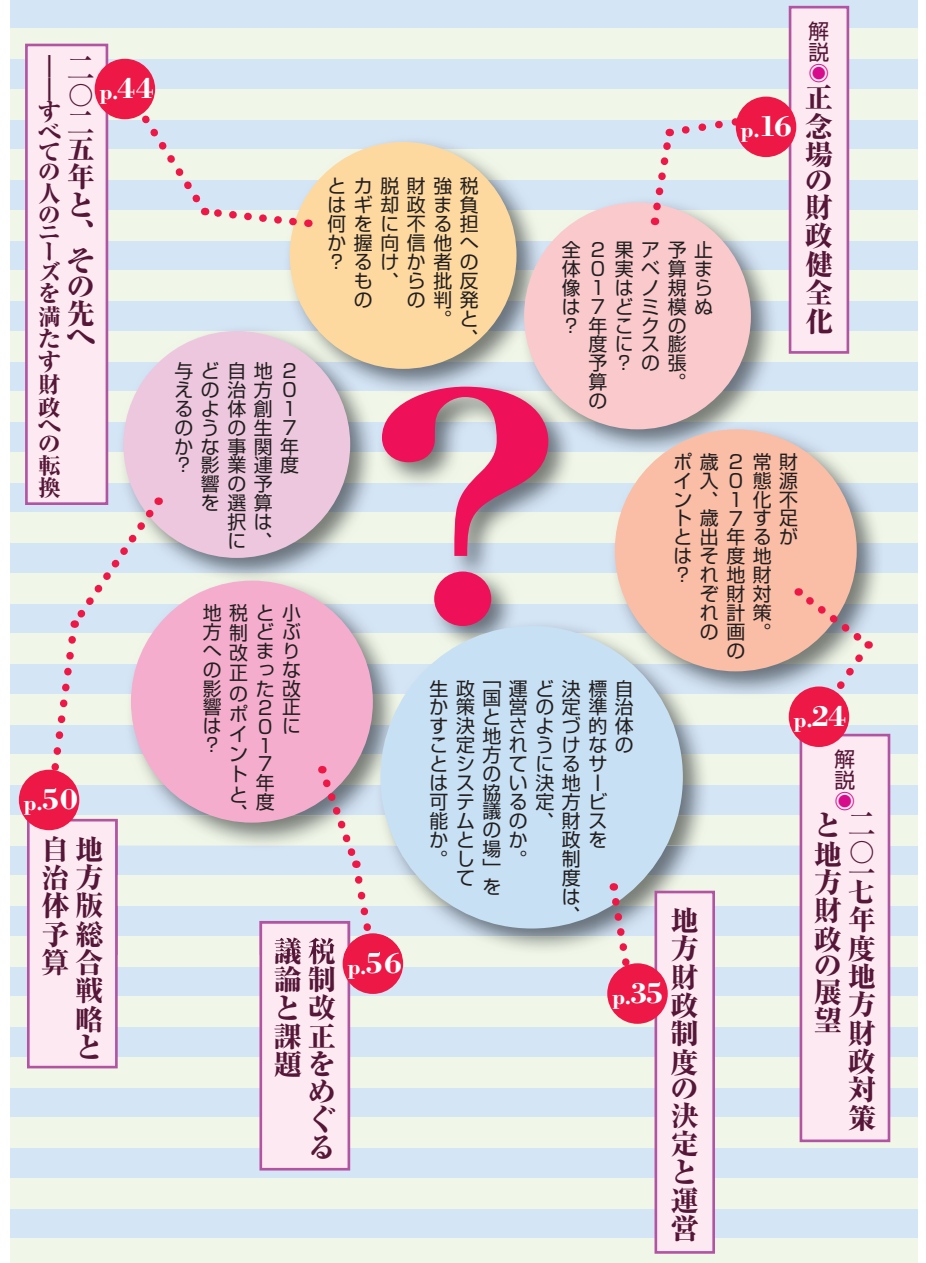 解説◉正念場の財政健全化
p.16
止まらぬ
予算規模の膨張。
アベノミクスの
果実はどこに？
２０１７年度予算の
全体像は？
財源不足が
常態化する地財対策。
２０１７年度地財計画の
歳入、歳出それぞれの
ポイントとは？
p.24
解説◉二〇一七年度地方財政対策
と地方財政の展望
自治体の
標準的なサービスを
決定づける地方財政制度は、
どのように決定、
運営されているのか。
「国と地方の協議の場」を
政策決定システムとして
生かすことは可能か。
p.35
地方財政制度の決定と運営
税負担への反発と、
強まる他者批判。
財政不信からの
脱却に向け、
カギを握るもの
とは何か？
p.44
二〇二五年と、その先へ
――すべての人のニーズを満たす財政への転換
２０１７年度
地方創生関連予算は、
自治体の事業の選択に
どのような影響を
与えるのか？
p.50
地方版総合戦略と
自治体予算
小ぶりな改正に
とどまった２０１７年度
税制改正のポイントと、
地方への影響は？
p.56
税制改正をめぐる
議論と課題
?